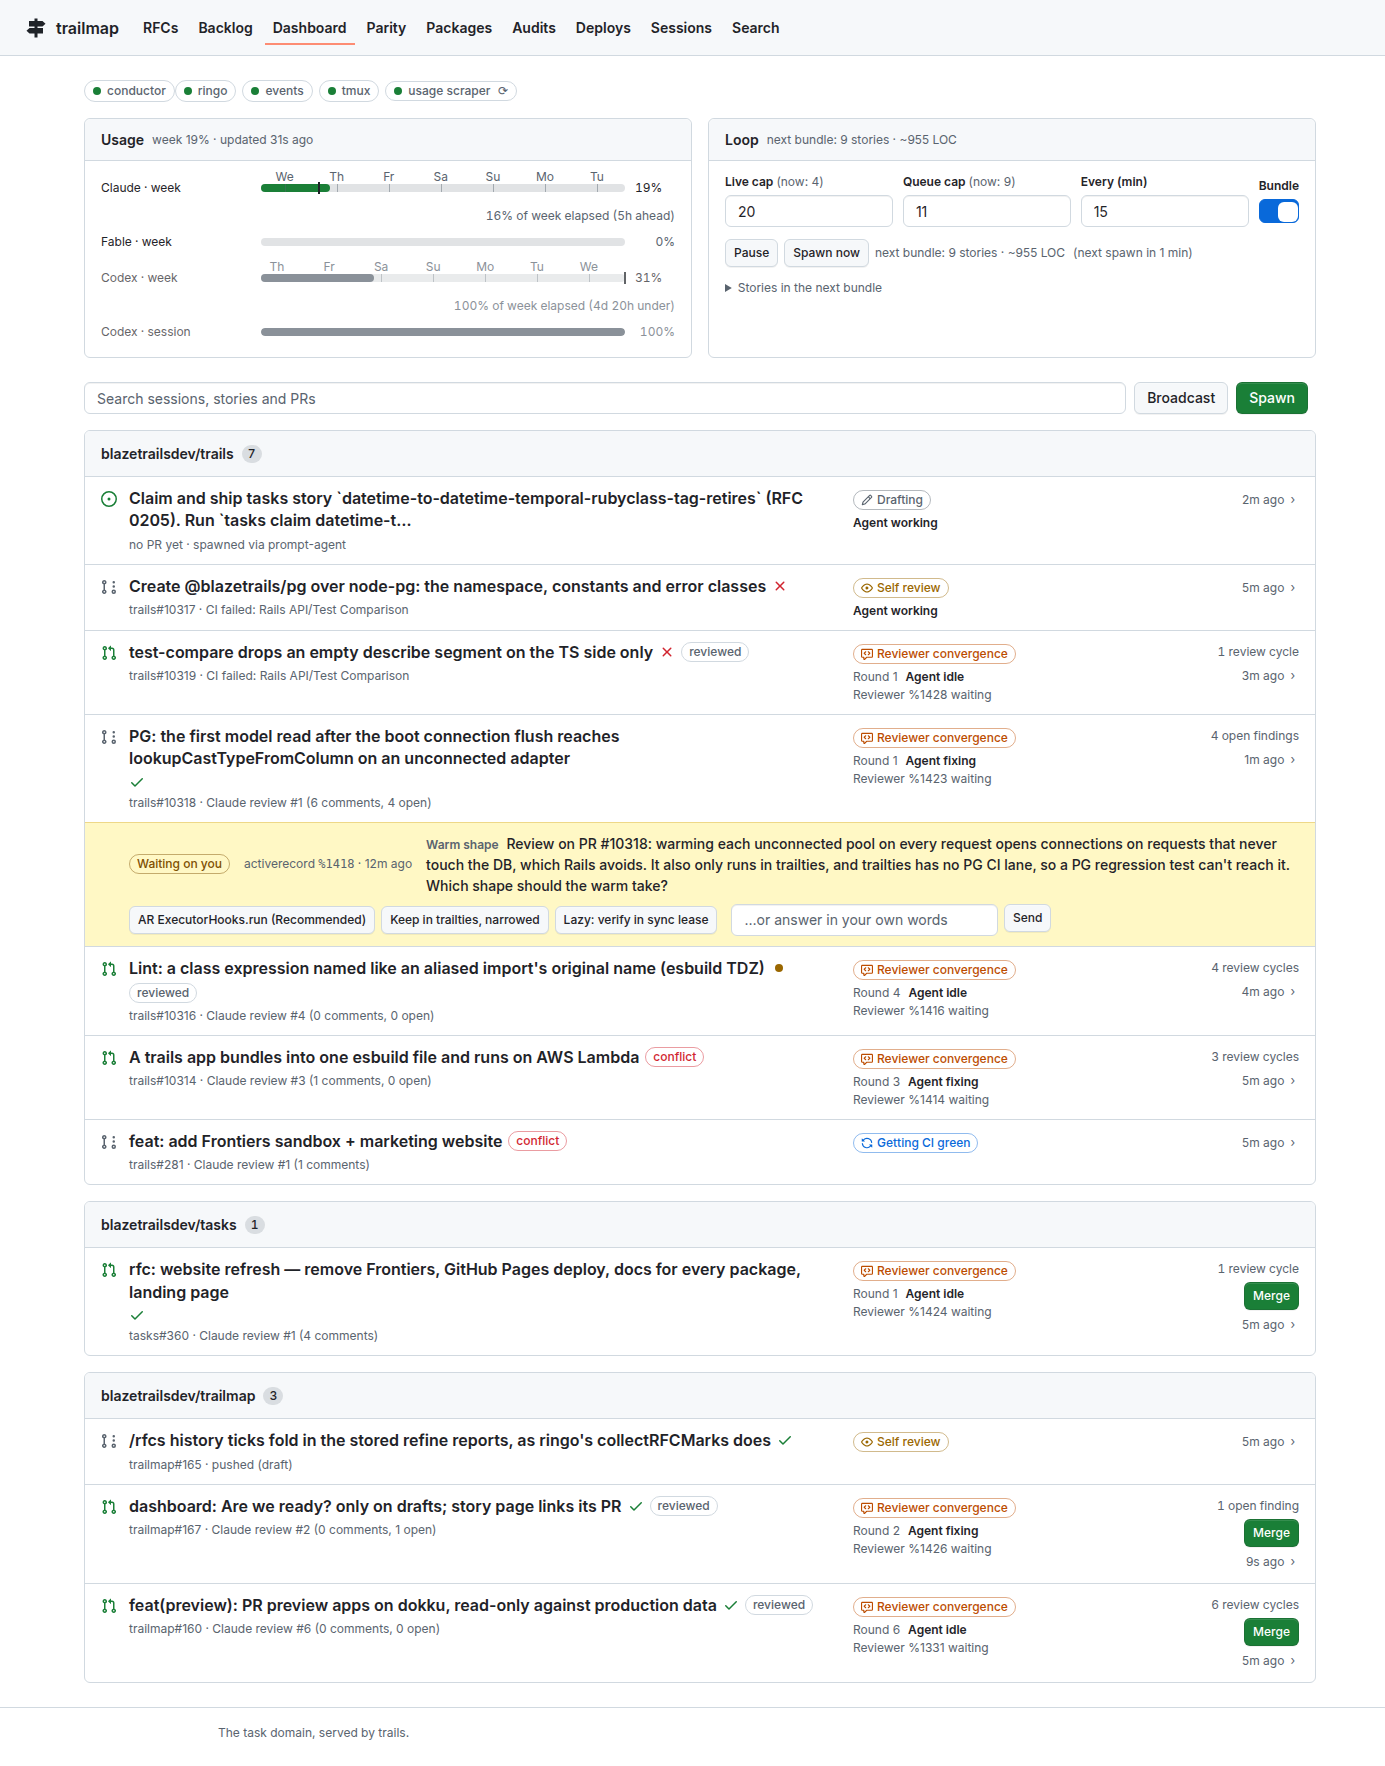 trailmap RFCs Backlog Dashboard Parity Packages Audits Deploys Sessions Search
conductor ringo events tmux usage scraper ⟳
Usage week 19% · updated 31s ago
We Th Fr Sa Su Mo Tu
Claude · week 19%
16% of week elapsed (5h ahead)
Fable · week 0%
Th Fr Sa Su Mo Tu We
Codex · week 31%
100% of week elapsed (4d 20h under)
Codex · session 100%
Loop next bundle: 9 stories · ~955 LOC
Live cap (now: 4) Queue cap (now: 9) Every (min) Bundle
20 11 15
Pause Spawn now next bundle: 9 stories · ~955 LOC (next spawn in 1 min)
▶ Stories in the next bundle
Search sessions, stories and PRs Broadcast Spawn
blazetrailsdev/trails 7
Claim and ship tasks story `datetime-to-datetime-temporal-rubyclass-tag-retires` (RFC
0205). Run `tasks claim datetime-t...
no PR yet · spawned via prompt-agent
Drafting
Agent working
2m ago ›
Create @blazetrails/pg over node-pg: the namespace, constants and error classes
trails#10317 · CI failed: Rails API/Test Comparison
Self review
Agent working
5m ago ›
test-compare drops an empty describe segment on the TS side only reviewed
trails#10319 · CI failed: Rails API/Test Comparison
Reviewer convergence
Round 1 Agent idle
Reviewer %1428 waiting
1 review cycle
3m ago ›
PG: the first model read after the boot connection flush reaches
lookupCastTypeFromColumn on an unconnected adapter
trails#10318 · Claude review #1 (6 comments, 4 open)
Reviewer convergence
Round 1 Agent fixing
Reviewer %1423 waiting
4 open findings
1m ago ›
Waiting on you activerecord %1418 · 12m ago
Warm shape Review on PR #10318: warming each unconnected pool on every request opens connections on requests that never
touch the DB, which Rails avoids. It also only runs in trailties, and trailties has no PG CI lane, so a PG regression test can't reach it.
Which shape should the warm take?
AR ExecutorHooks.run (Recommended) Keep in trailties, narrowed Lazy: verify in sync lease ...or answer in your own words Send
Lint: a class expression named like an aliased import's original name (esbuild TDZ)
reviewed
trails#10316 · Claude review #4 (0 comments, 0 open)
Reviewer convergence
Round 4 Agent idle
Reviewer %1416 waiting
4 review cycles
4m ago ›
A trails app bundles into one esbuild file and runs on AWS Lambda conflict
trails#10314 · Claude review #3 (1 comments, 0 open)
Reviewer convergence
Round 3 Agent fixing
Reviewer %1414 waiting
3 review cycles
5m ago ›
feat: add Frontiers sandbox + marketing website conflict
trails#281 · Claude review #1 (1 comments)
Getting CI green
5m ago ›
blazetrailsdev/tasks 1
rfc: website refresh — remove Frontiers, GitHub Pages deploy, docs for every package,
landing page
tasks#360 · Claude review #1 (4 comments)
Reviewer convergence
Round 1 Agent idle
Reviewer %1424 waiting
1 review cycle
Merge
5m ago ›
blazetrailsdev/trailmap 3
/rfcs history ticks fold in the stored refine reports, as ringo's collectRFCMarks does
trailmap#165 · pushed (draft)
Self review
5m ago ›
dashboard: Are we ready? only on drafts; story page links its PR reviewed
trailmap#167 · Claude review #2 (0 comments, 1 open)
Reviewer convergence
Round 2 Agent fixing
Reviewer %1426 waiting
1 open finding
Merge
9s ago ›
feat(preview): PR preview apps on dokku, read-only against production data reviewed
trailmap#160 · Claude review #6 (0 comments, 0 open)
Reviewer convergence
Round 6 Agent idle
Reviewer %1331 waiting
6 review cycles
Merge
5m ago ›
The task domain, served by trails.